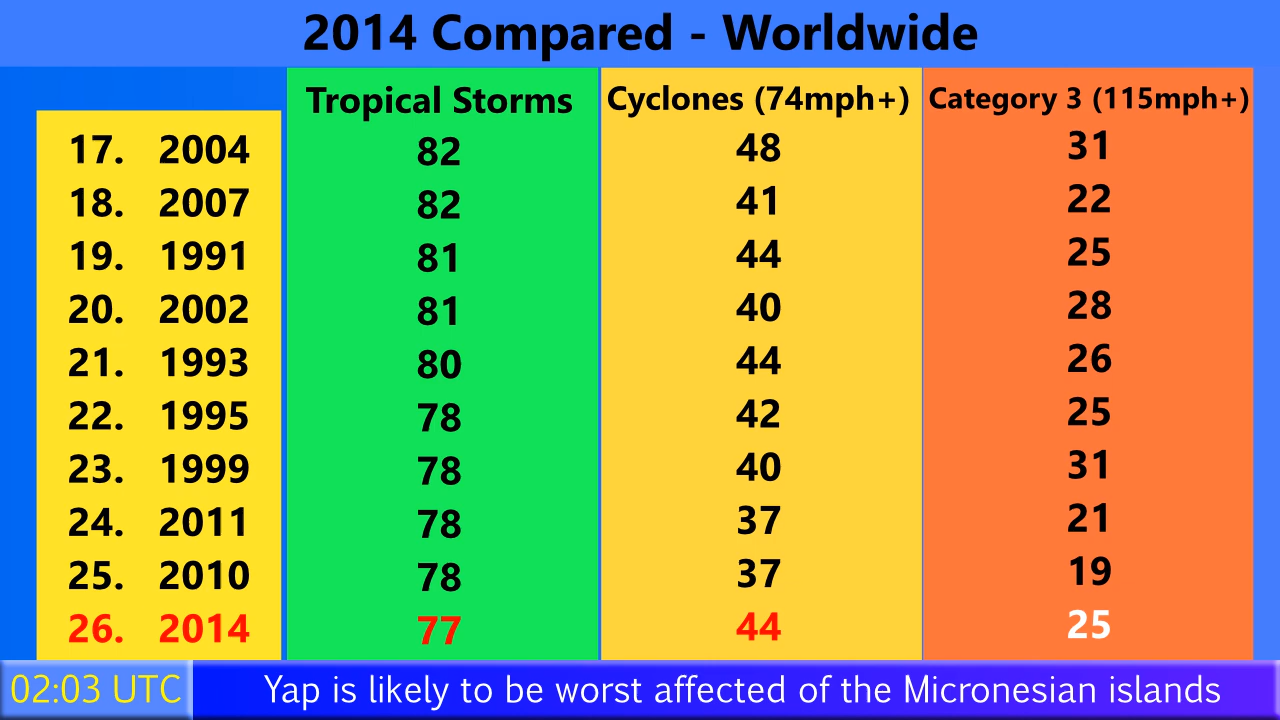 2014 Compared - Worldwide
Tropical Storms Cyclones (74mph+) Category 3 (115mph+)
17. 2004 82 48 31
18. 2007 82 41 22
19. 1991 81 44 25
20. 2002 81 40 28
21. 1993 80 44 26
22. 1995 78 42 25
23. 1999 78 40 31
24. 2011 78 37 21
25. 2010 78 37 19
26. 2014 77 44 25
02:03 UTC Yap is likely to be worst affected of the Micronesian islands